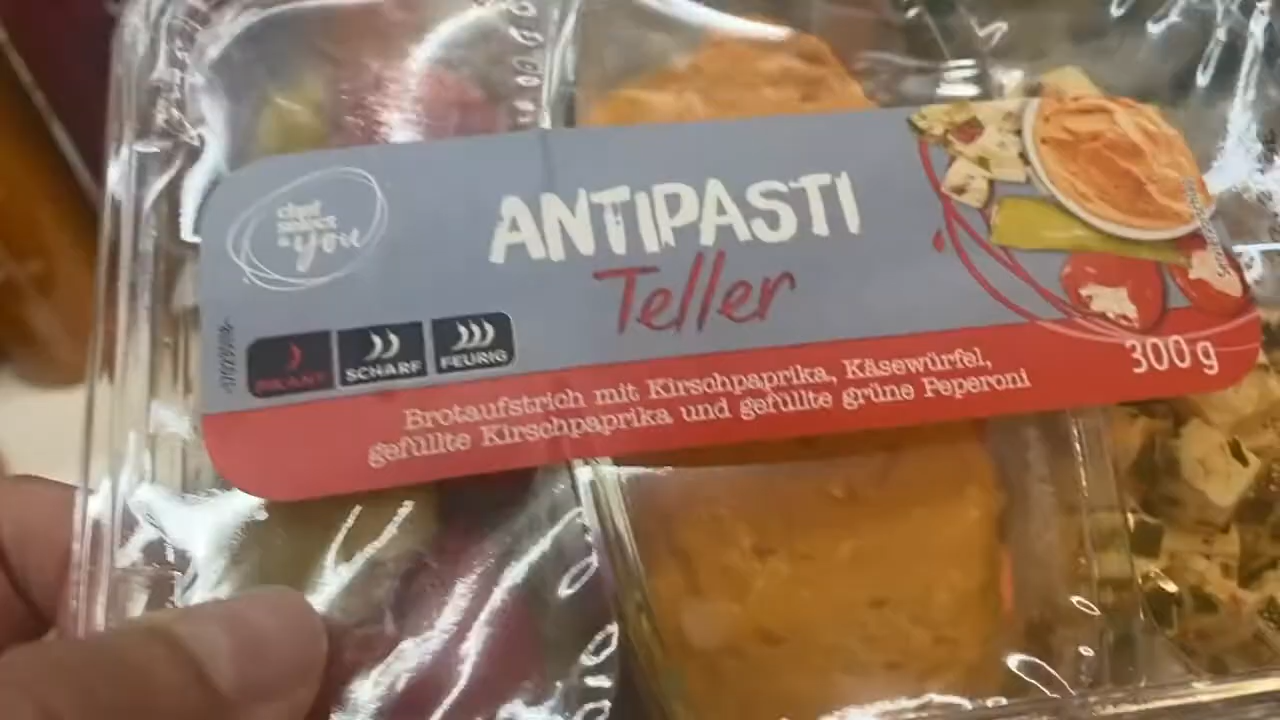 chef
select
& you
ANTIPASTI
Teller
PIKANT
SCHARF
FEURIG
Brotaufstrich mit Kirschpaprika, Käsewürfel,
gefüllte Kirschpaprika und gefüllte grüne Peperoni
300 g